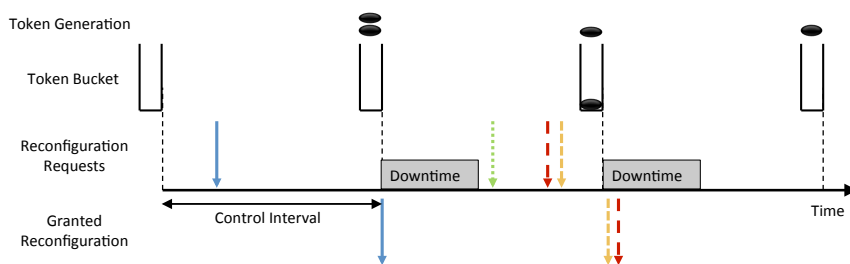 Token Generation
Token Bucket
Reconfiguration
Requests
Downtime
Downtime
Control Interval
Time
Granted
Reconfiguration